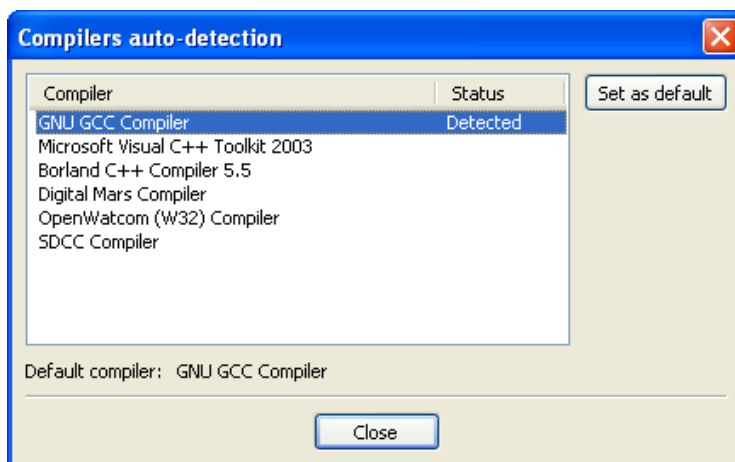 Compilers auto-detection
Compiler Status Set as default
GNU GCC Compiler Detected
Microsoft Visual C++ Toolkit 2003
Borland C++ Compiler 5.5
Digital Mars Compiler
OpenWatcom (W32) Compiler
SDCC Compiler
Default compiler: GNU GCC Compiler
Close